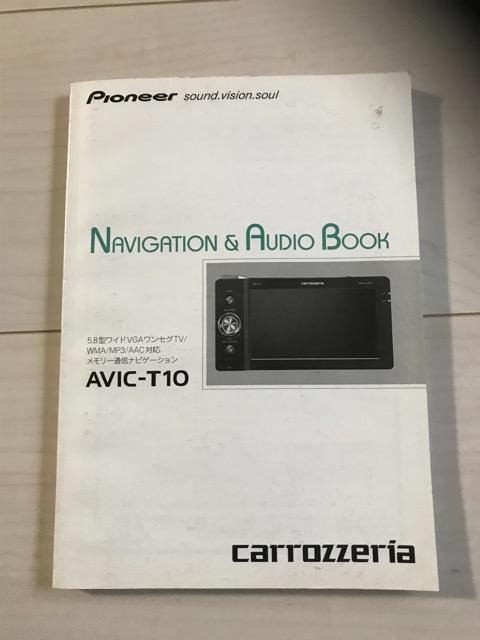 Pioneer sound.vision.soul
NAVIGATION & AUDIO BOOK
carrozzeria
5.8型ワイドVGAワンセグTV/
WMA/MP3/AAC対応
メモリー通信ナビゲーション
AVIC-T10
carrozzeria